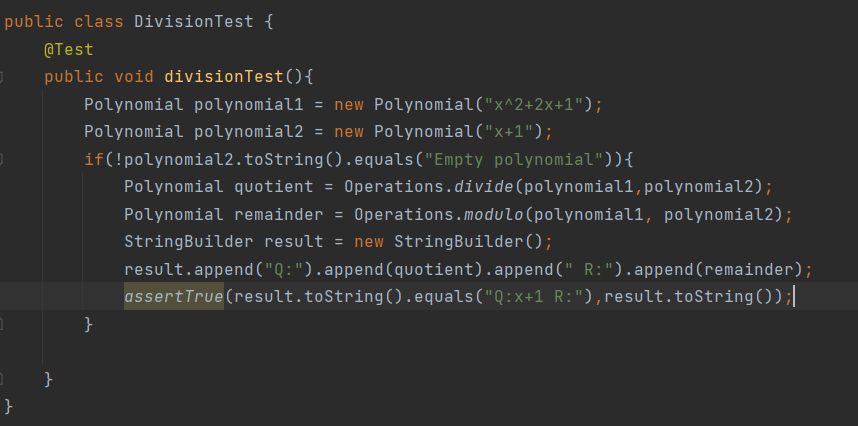 public class DivisionTest {
@Test
public void divisionTest(){
Polynomial polynomial1 = new Polynomial("x^2+2x+1");
Polynomial polynomial2 = new Polynomial("x+1");
if(!polynomial2.toString().equals("Empty polynomial")){
Polynomial quotient = Operations.divide(polynomial1,polynomial2);
Polynomial remainder = Operations.modulo(polynomial1, polynomial2);
StringBuilder result = new StringBuilder();
result.append("Q:").append(quotient).append(" R:").append(remainder);
assertTrue(result.toString().equals("Q:x+1 R:"),result.toString());
}
}
}